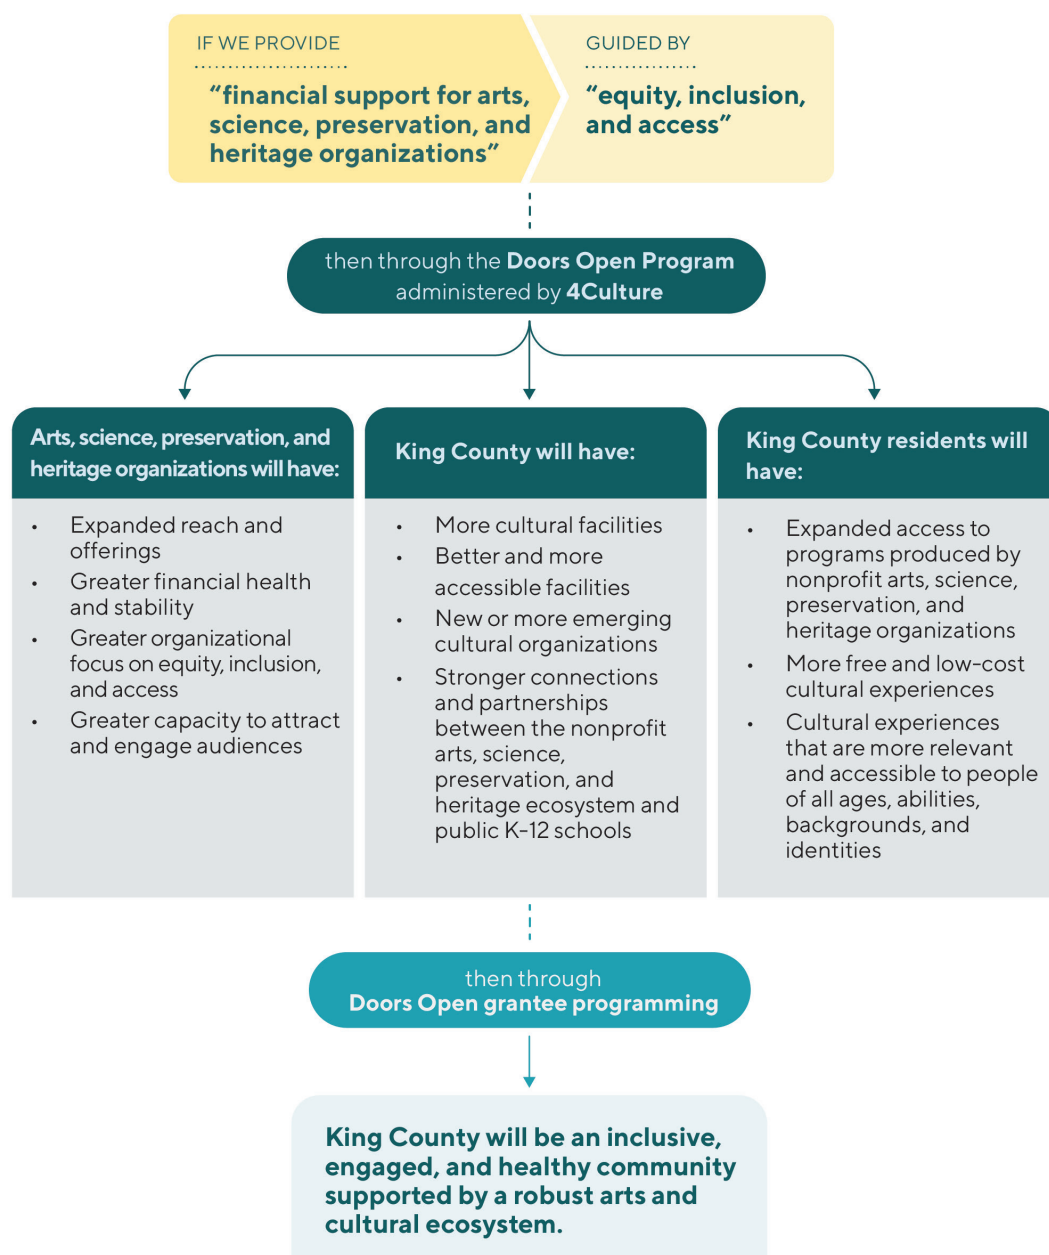 IF WE PROVIDE
“financial support for arts,
science, preservation, and
heritage organizations”
GUIDED BY
“equity, inclusion,
and access”
then through the Doors Open Program
administered by 4Culture
Arts, science, preservation, and
heritage organizations will have:
• Expanded reach and
offerings
• Greater financial health
and stability
• Greater organizational
focus on equity, inclusion,
and access
• Greater capacity to attract
and engage audiences
King County will have:
• More cultural facilities
• Better and more
accessible facilities
• New or more emerging
cultural organizations
• Stronger connections
and partnerships
between the nonprofit
arts, science,
preservation, and
heritage ecosystem and
public K-12 schools
King County residents will
have:
• Expanded access to
programs produced by
nonprofit arts, science,
preservation, and
heritage organizations
• More free and low-cost
cultural experiences
• Cultural experiences
that are more relevant
and accessible to people
of all ages, abilities,
backgrounds, and
identities
then through
Doors Open grantee programming
King County will be an inclusive,
engaged, and healthy community
supported by a robust arts and
cultural ecosystem.